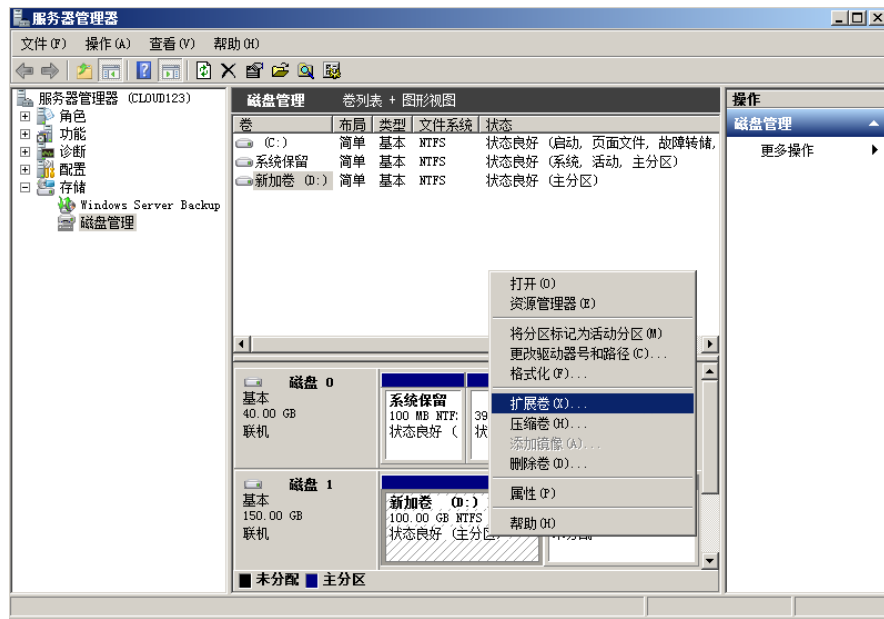 服务器管理器
文件(F) 操作(A) 查看(V) 帮助(H)
服务器管理器 (CLOUD123)
角色
功能
诊断
配置
存储
Windows Server Backup
磁盘管理
磁盘管理 卷列表 + 图形视图
卷 布局 类型 文件系统 状态
(C:) 简单 基本 NTFS 状态良好 (启动, 页面文件, 故障转储,
系统保留 简单 基本 NTFS 状态良好 (系统, 活动, 主分区)
新加卷 (D:) 简单 基本 NTFS 状态良好 (主分区)
打开(O)
资源管理器(E)
将分区标记为活动分区(M)
更改驱动器号和路径(C)...
格式化(F)...
扩展卷(X)...
压缩卷(H)...
添加镜像(A)...
删除卷(D)...
属性(P)
帮助(H)
磁盘 0
基本
40.00 GB
联机
系统保留
100 MB NTF:
状态良好 (
39
状
磁盘 1
基本
150.00 GB
联机
新加卷 (D:)
100.00 GB NTFS
状态良好 (主分区)
未分配
未分配 主分区
操作
磁盘管理
更多操作